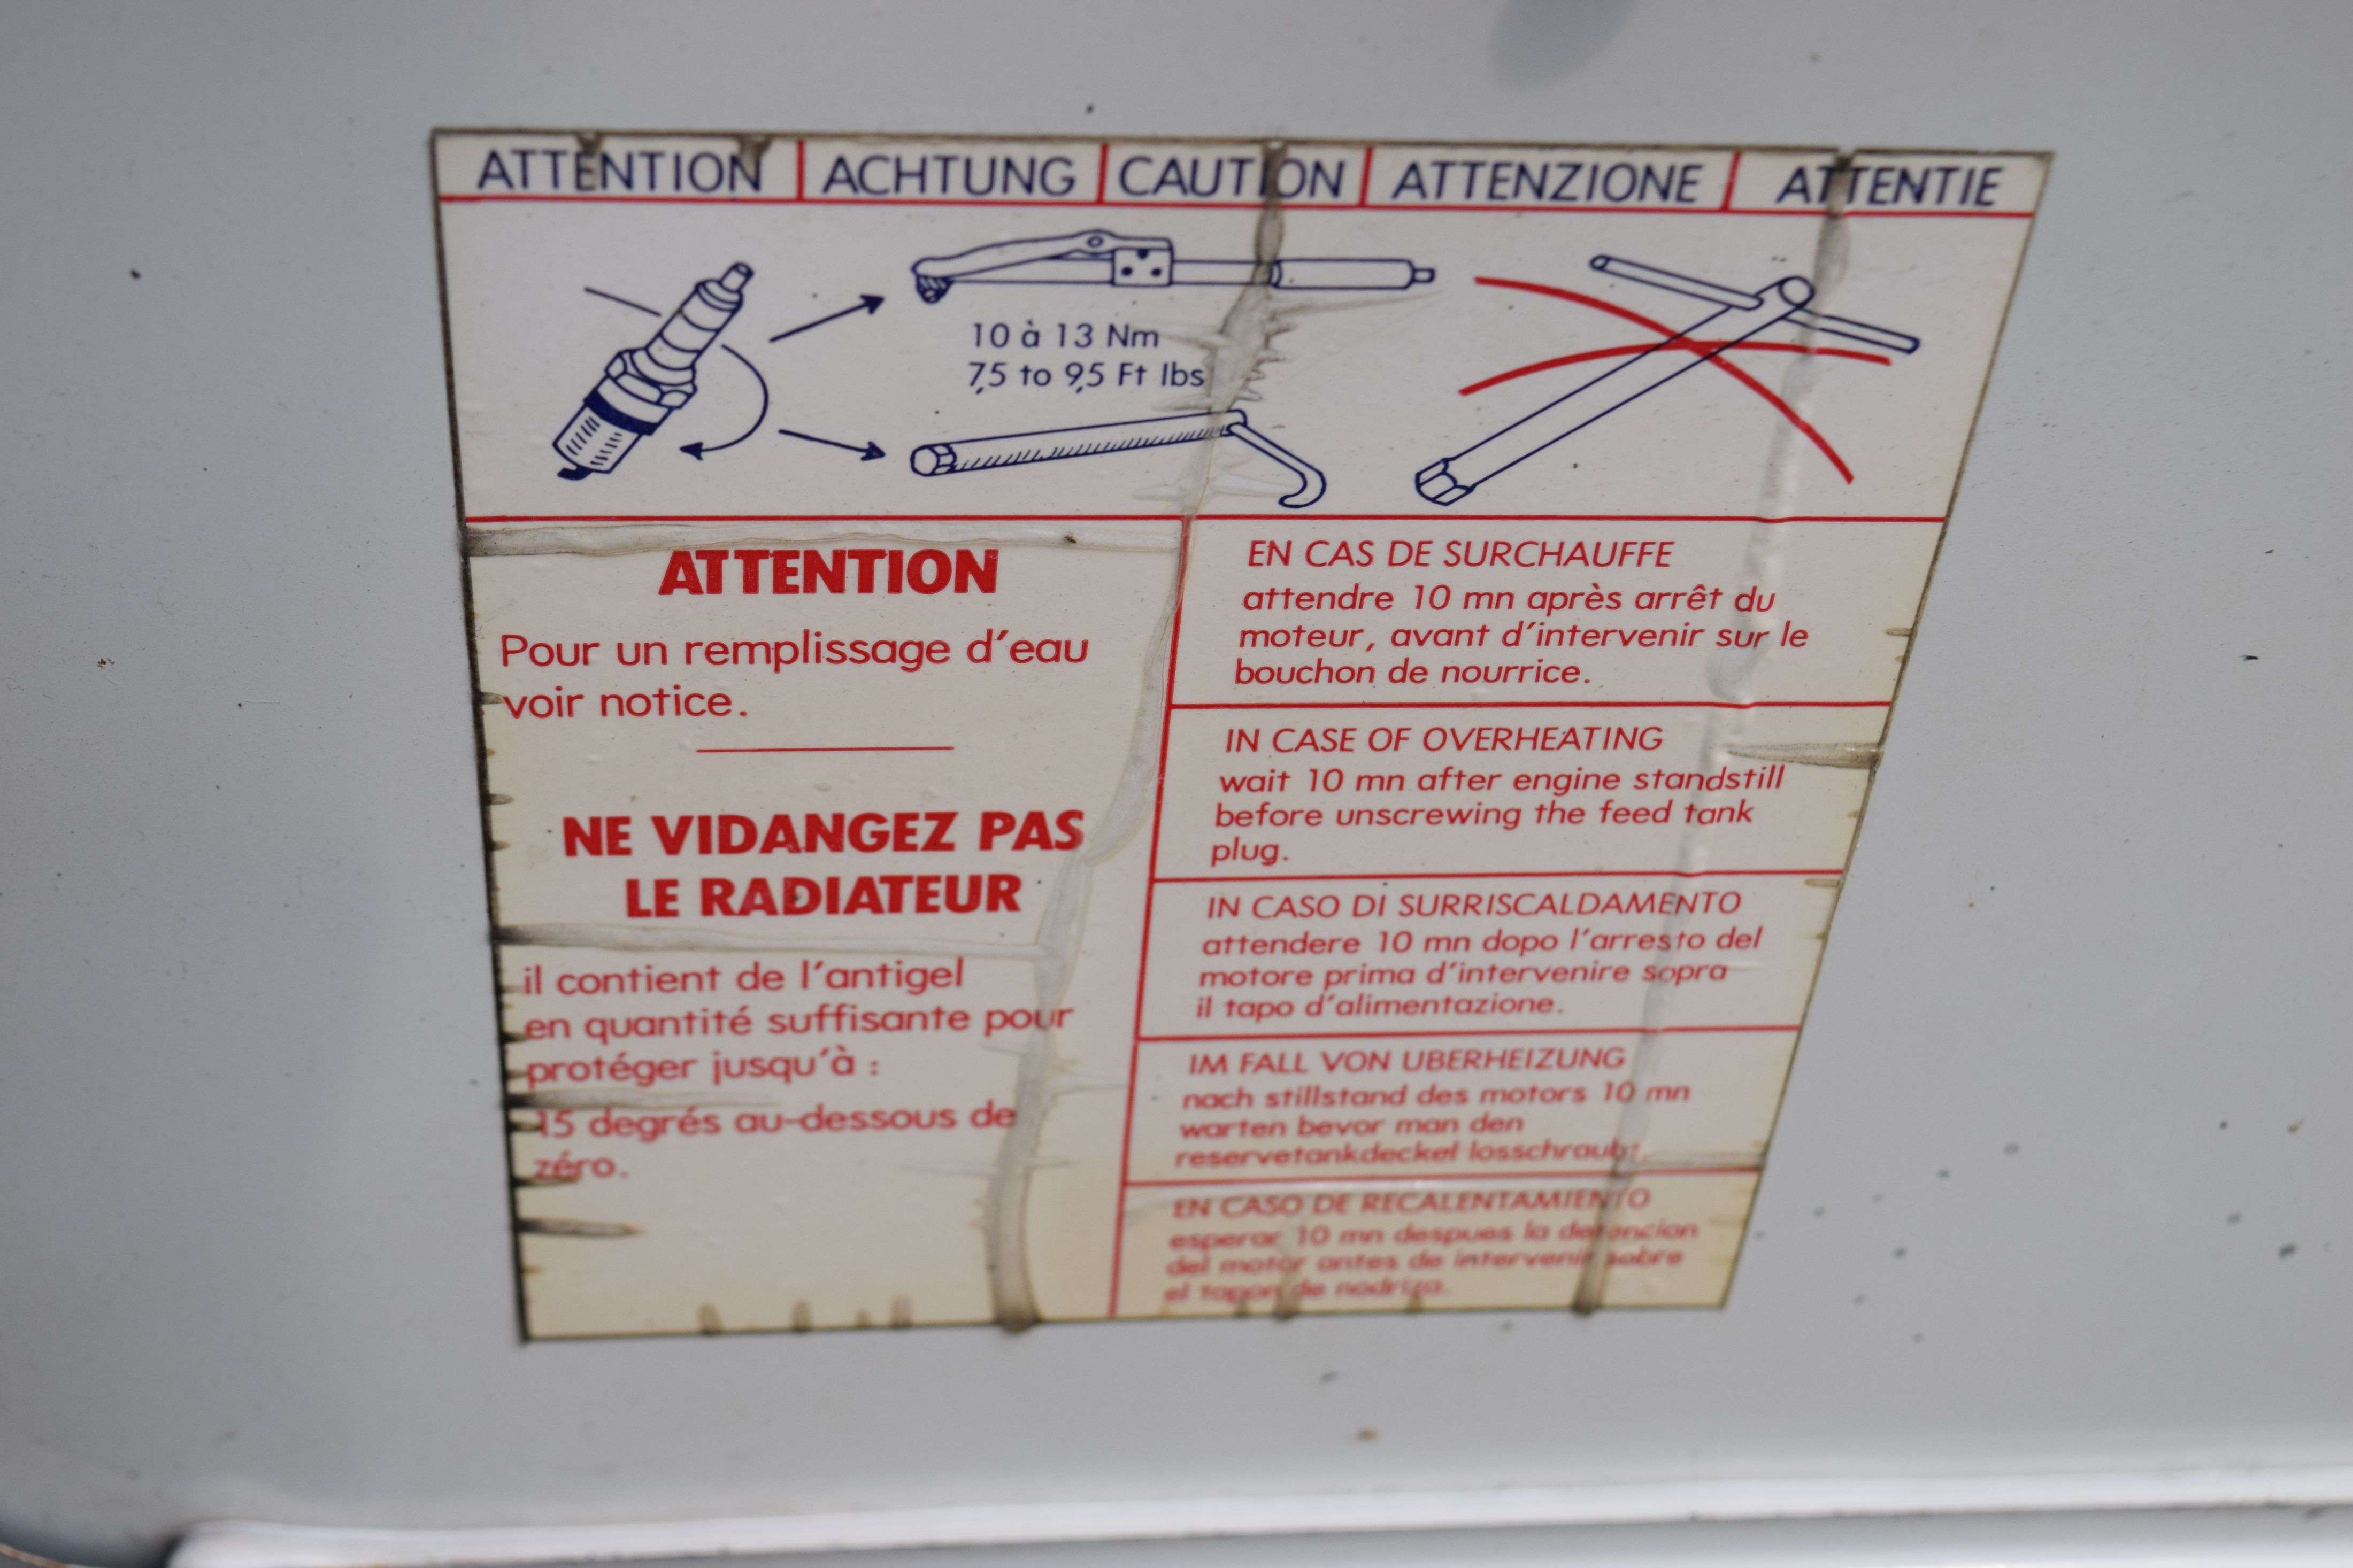 ATTENTION ACHTUNG CAUTION ATTENZIONE ATTENTIE
10 à 13 Nm
7,5 to 9,5 Ft lbs
ATTENTION
Pour un remplissage d'eau
voir notice.
NE VIDANGEZ PAS
LE RADIATEUR
il contient de l'antigel
en quantité suffisante pour
protéger jusqu'à :
15 degrés au-dessous de
zéro.
EN CAS DE SURCHAUFFE
attendre 10 mn après arrêt du
moteur, avant d'intervenir sur le
bouchon de nourrice.
IN CASE OF OVERHEATING
wait 10 mn after engine standstill
before unscrewing the feed tank
plug.
IN CASO DI SURRISCALDAMENTO
attendere 10 mn dopo l'arresto del
motore prima d'intervenire sopra
il tapo d'alimentazione.
IM FALL VON UBERHEIZUNG
nach stillstand des motors 10 mn
warten bevor man den
reservetankdeckel losschraubt.
EN CASO DE RECALENTAMIENTO
esperar 10 mn despues la detencion
del motor antes de intervenir sobre
el tapon de nodriza.